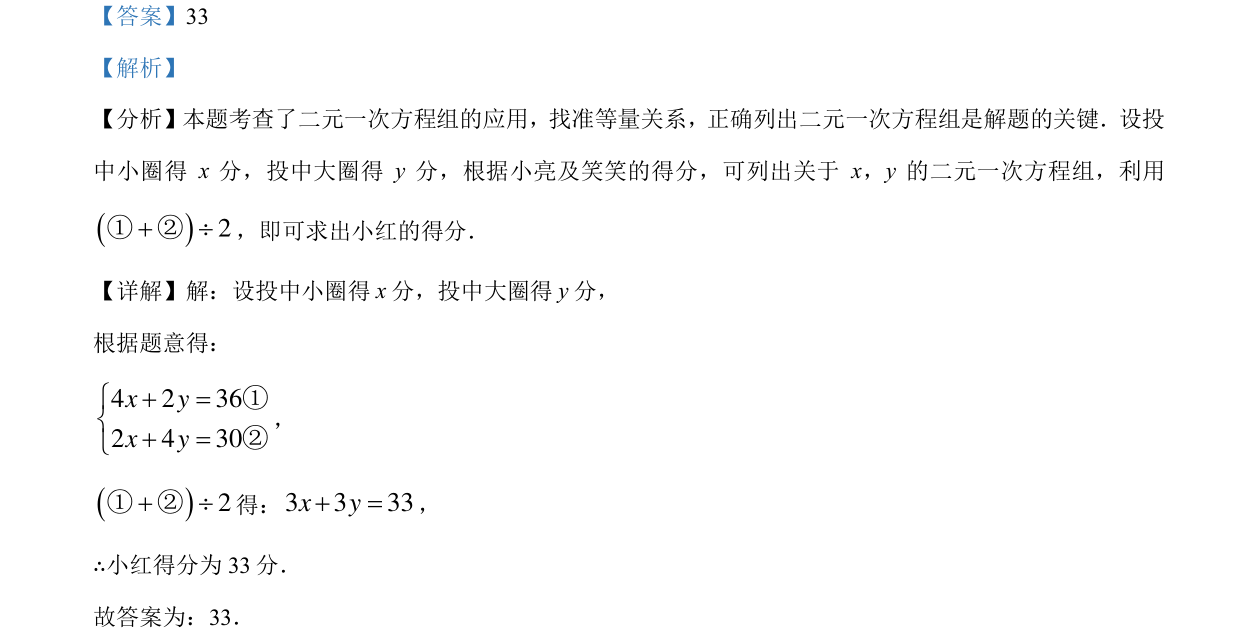 【答案】33
【解析】
【分析】本题考查了二元一次方程组的应用，找准等量关系，正确列出二元一次方程组是解题的关键．设投
中小圈得 x 分，投中大圈得 y 分，根据小亮及笑笑的得分，可列出关于 x，y 的二元一次方程组，利用
(①+②)÷2，即可求出小红的得分．
【详解】解：设投中小圈得 x 分，投中大圈得 y 分，
根据题意得：
{4x+2y=36①
2x+4y=30②，
(①+②)÷2得：3x+3y=33，
∴小红得分为 33 分．
故答案为：33．